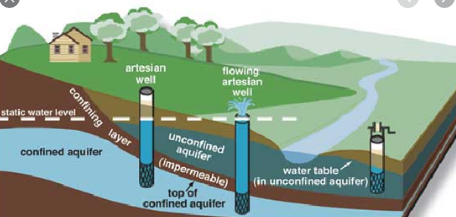 artesian
well
flowing
artesian
well
static water level
confining
layer
confined aquifer
unconfined
aquifer
(impermeable)
water table
(in unconfined aquifer)
top of
confined aquifer